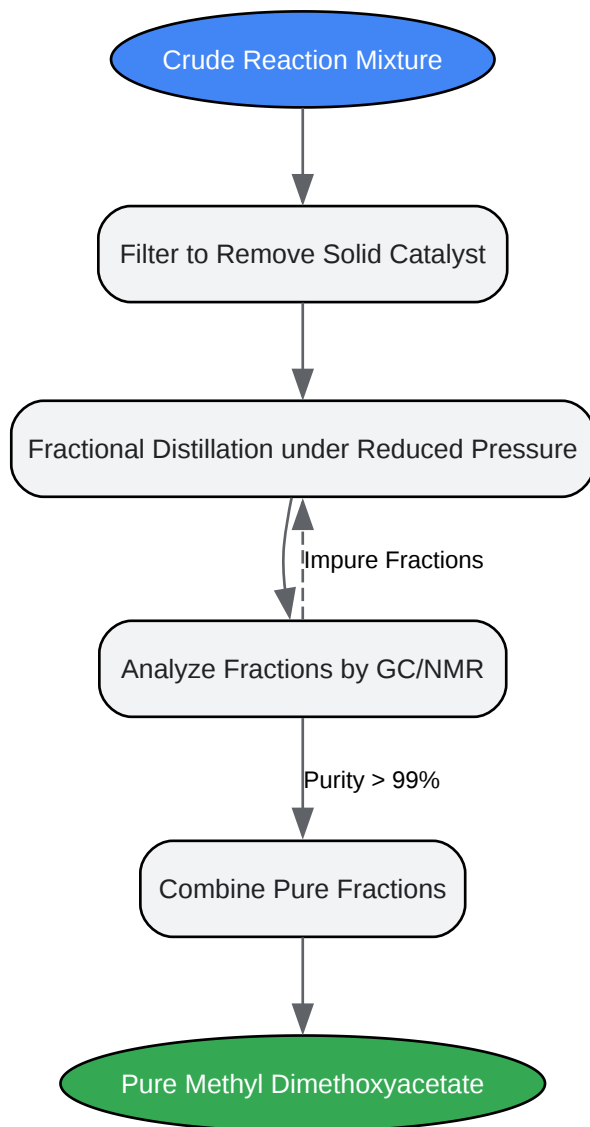 Crude Reaction Mixture
Filter to Remove Solid Catalyst
Fractional Distillation under Reduced Pressure
Impure Fractions
Analyze Fractions by GC/NMR
Purity > 99%
Combine Pure Fractions
Pure Methyl Dimethoxyacetate